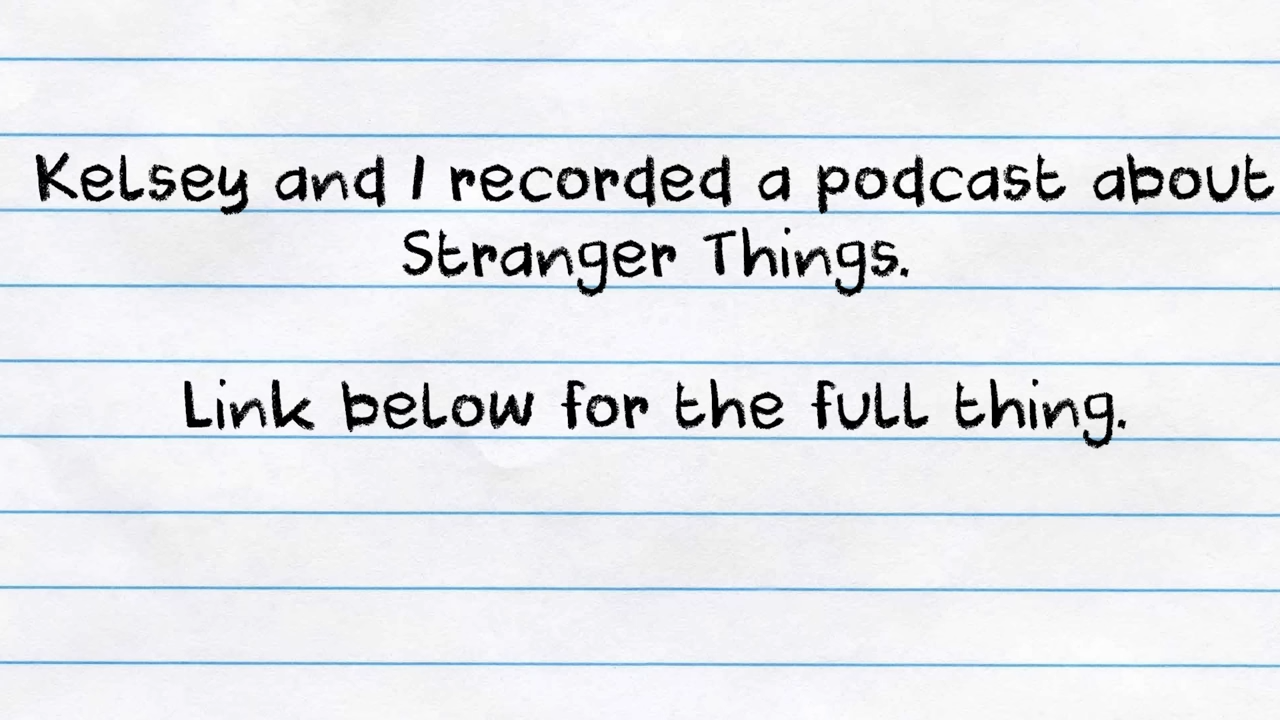 Kelsey and I recorded a podcast about
Stranger Things.
Link below for the full thing.